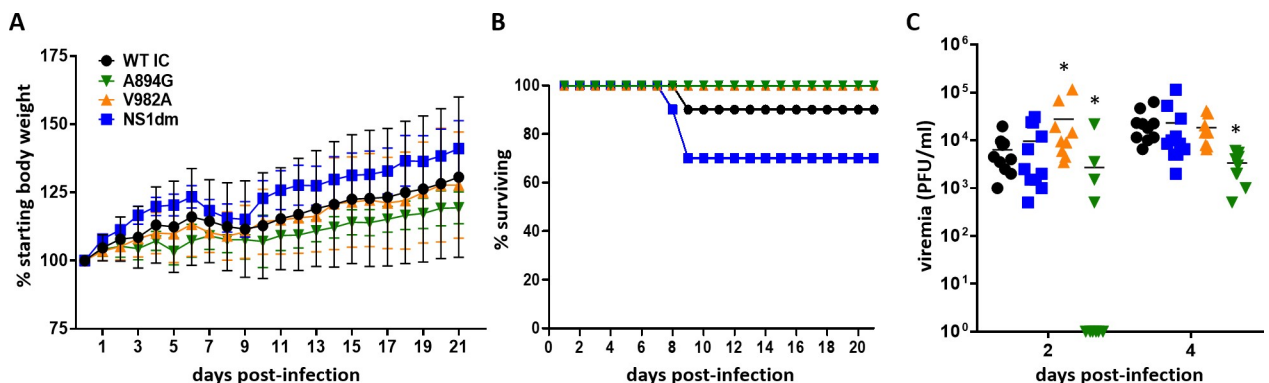 A
% starting body weight
175
150
125
100
75
WT IC
A894G
V982A
NS1dm
1 3 5 7 9 11 13 15 17 19 21
days post-infection
B
% surviving
100
80
60
40
20
0
0 2 4 6 8 10 12 14 16 18 20
days post-infection
C
viremia (PFU/ml)
10⁶
10⁵
10⁴
10³
10²
10¹
10⁰
* *
*
2 4
days post-infection